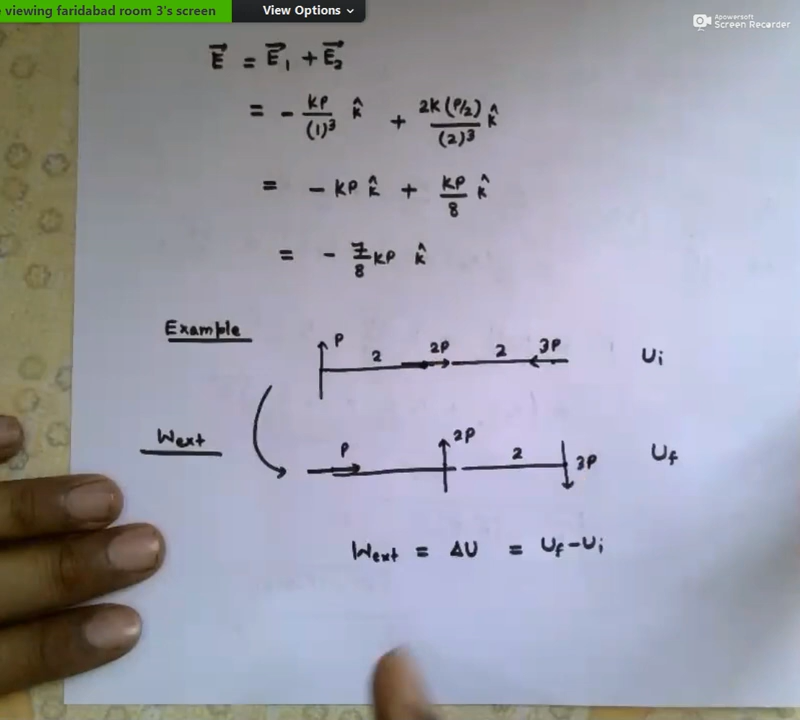 viewing faridabad room 3's screen View Options
Apowersoft
Screen Recorder
E⃗ = E⃗₁ + E⃗₂
= - kp/(1)³ k̂ + 2k(p/2)/(2)³ k̂
= - kp k̂ + kp/8 k̂
= - 7/8 kp k̂
Example
P 2 2P 2 3P Ui
Wext
P 2P 2 3P Uf
Wext = ΔU = Uf-Ui